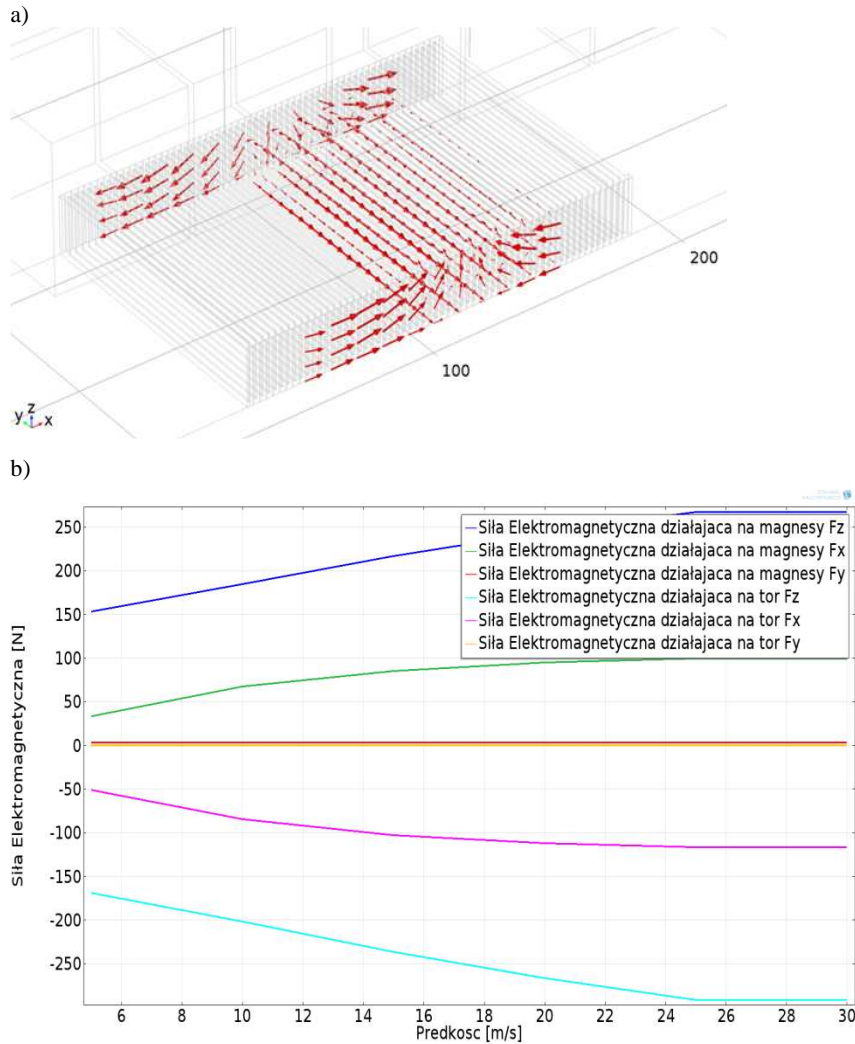 a)
200
100
y z x
b)
Siła Elektromagnetyczna [N]
250
200
150
100
50
0
-50
-100
-150
-200
-250
Siła Elektromagnetyczna działajaca na magnesy Fz
Siła Elektromagnetyczna działajaca na magnesy Fx
Siła Elektromagnetyczna działajaca na magnesy Fy
Siła Elektromagnetyczna działajaca na tor Fz
Siła Elektromagnetyczna działajaca na tor Fx
Siła Elektromagnetyczna działajaca na tor Fy
6 8 10 12 14 16 18 20 22 24 26 28 30
Predkosc [m/s]